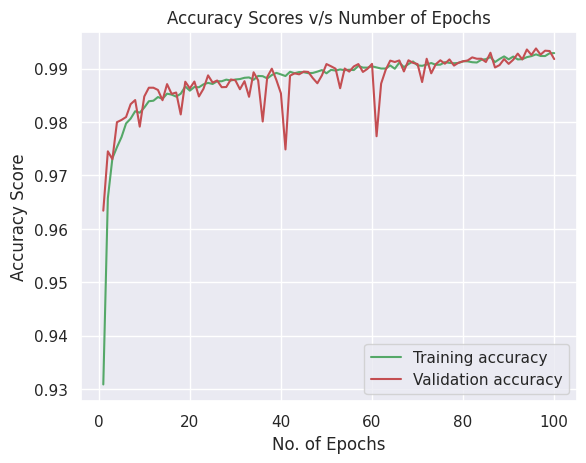 Accuracy Scores v/s Number of Epochs
0.99
0.98
0.97
0.96
0.95
0.94
0.93
Accuracy Score
Training accuracy
Validation accuracy
0
20
40
60
80
100
No. of Epochs